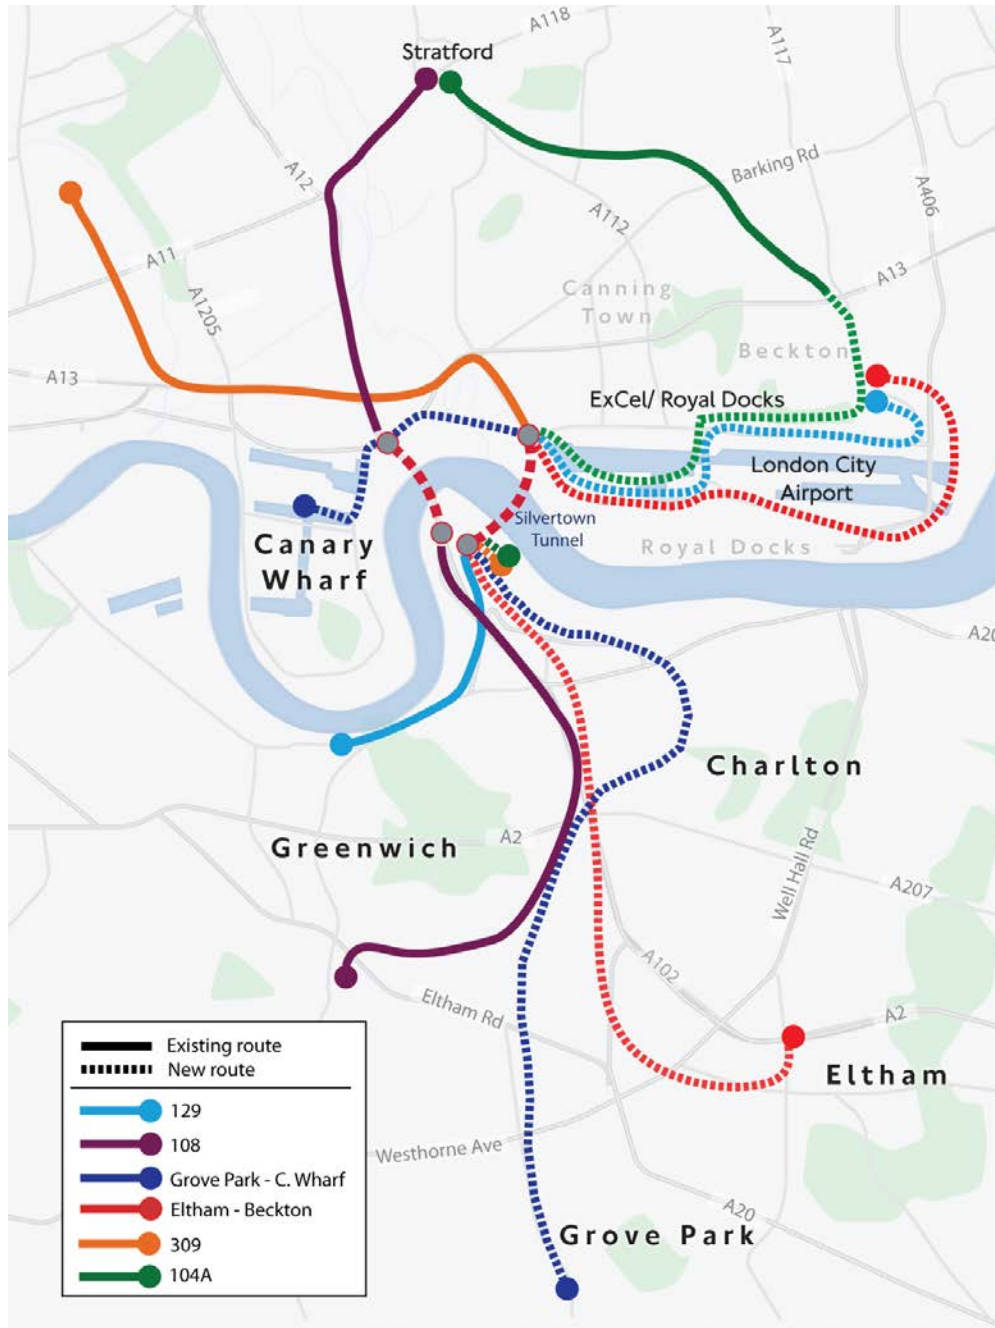 A118
A117
Stratford
Barking Rd
A12
A406
A112
A11
A13
Canning
Town
A1205
Beckton
A13
ExCel/ Royal Docks
London City
Airport
Silvertown
Tunnel
Royal Docks
Canary
Wharf
A20
Charlton
A2
Greenwich
Well Hall Rd
A207
A102
Eltham Rd
A2
Eltham
Westhorne Ave
A20
Grove Park
Existing route
New route
129
108
Grove Park - C. Wharf
Eltham - Beckton
309
104A